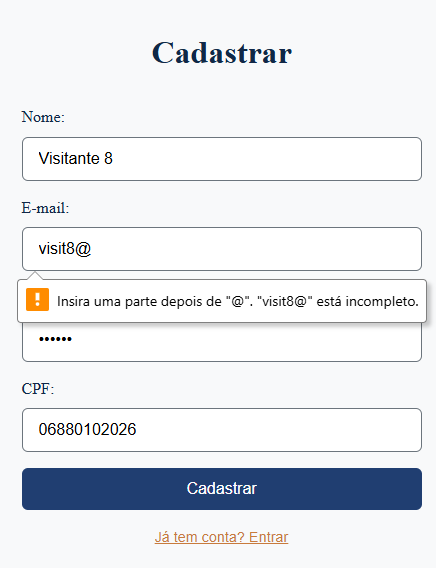 Cadastrar
Nome:
Visitante 8
E-mail:
visit8@
Insira uma parte depois de "@". "visit8@" está incompleto.
••••••
CPF:
06880102026
Cadastrar
Já tem conta? Entrar